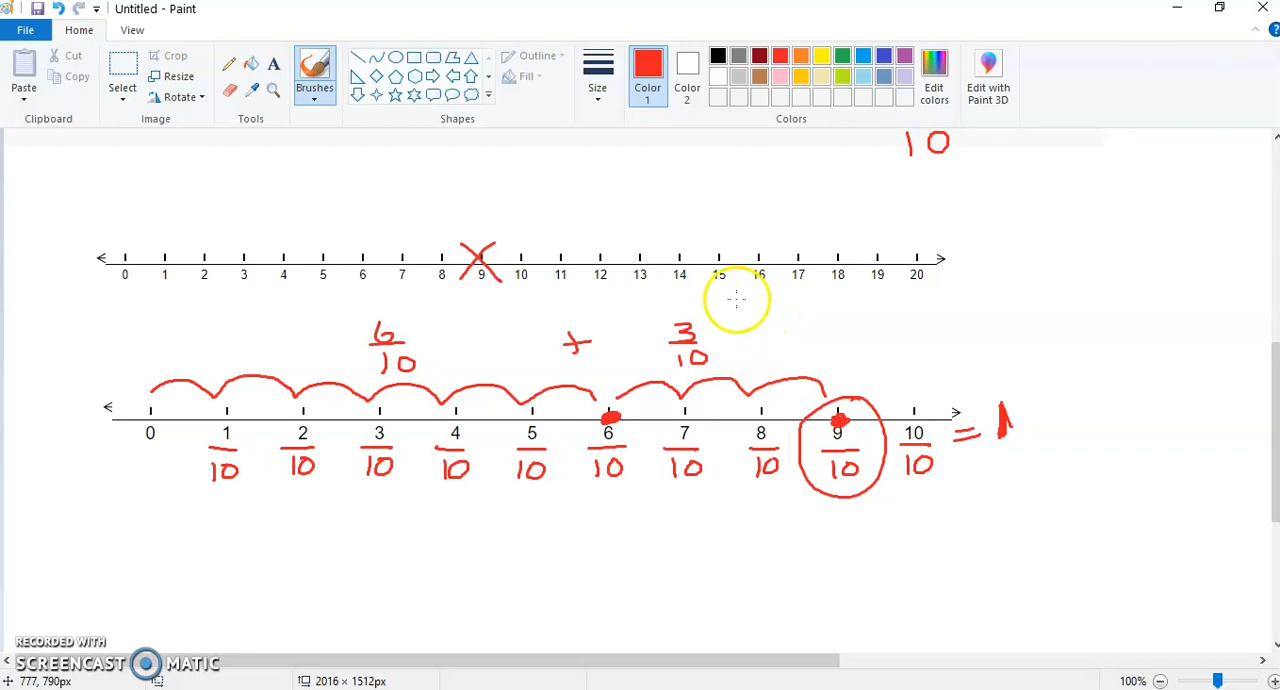 Untitled - Paint
File Home View
Paste
Cut
Copy
Clipboard
Select
Crop
Resize
Rotate
Image
A
Tools
Brushes
Outline
Fill
Shapes
Size
Color 1
Color 2
Edit colors
Colors
Edit with Paint 3D
10
0 1 2 3 4 5 6 7 8 9 10 11 12 13 14 15 16 17 18 19 20
6/10 + 3/10
0 1/10 2/10 3/10 4/10 5/10 6/10 7/10 8/10 9/10 10/10 = 1
RECORDED WITH
SCREENCAST MATIC
777, 790px 2016 × 1512px 100%